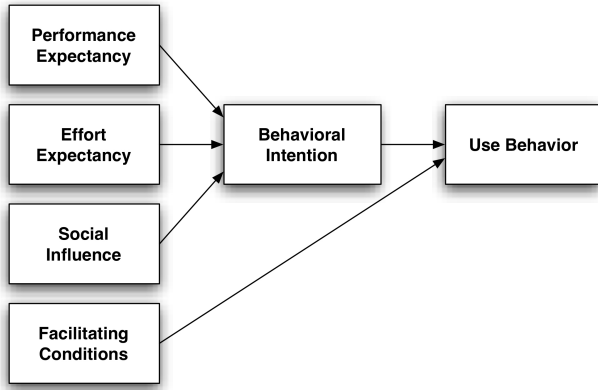 Performance
Expectancy
Effort
Expectancy
Behavioral
Intention
Use Behavior
Social
Influence
Facilitating
Conditions